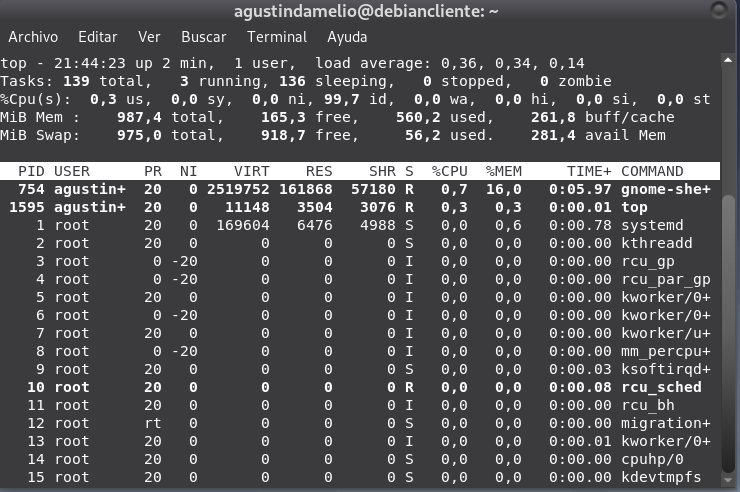 agustindamelio@debiancliente: ~
Archivo Editar Ver Buscar Terminal Ayuda
top - 21:44:23 up 2 min,  1 user,  load average: 0,36, 0,34, 0,14
Tasks: 139 total,   3 running, 136 sleeping,   0 stopped,   0 zombie
%Cpu(s):  0,3 us,  0,0 sy,  0,0 ni, 99,7 id,  0,0 wa,  0,0 hi,  0,0 si,  0,0 st
MiB Mem :    987,4 total,    165,3 free,    560,2 used,    261,8 buff/cache
MiB Swap:    975,0 total,    918,7 free,     56,2 used.    281,4 avail Mem
PID USER      PR  NI    VIRT    RES    SHR S  %CPU  %MEM     TIME+ COMMAND
754 agustin+  20   0 2519752 161868  57180 R   0,7  16,0   0:05.97 gnome-she+
1595 agustin+  20   0   11148   3504   3076 R   0,3   0,3   0:00.01 top
1 root      20   0  169604   6476   4988 S   0,0   0,6   0:00.78 systemd
2 root      20   0       0      0      0 S   0,0   0,0   0:00.00 kthreadd
3 root       0 -20       0      0      0 I   0,0   0,0   0:00.00 rcu_gp
4 root       0 -20       0      0      0 I   0,0   0,0   0:00.00 rcu_par_gp
5 root      20   0       0      0      0 I   0,0   0,0   0:00.00 kworker/0+
6 root       0 -20       0      0      0 I   0,0   0,0   0:00.00 kworker/0+
7 root      20   0       0      0      0 I   0,0   0,0   0:00.00 kworker/u+
8 root       0 -20       0      0      0 I   0,0   0,0   0:00.00 mm_percpu+
9 root      20   0       0      0      0 S   0,0   0,0   0:00.03 ksoftirqd+
10 root      20   0       0      0      0 R   0,0   0,0   0:00.08 rcu_sched
11 root      20   0       0      0      0 I   0,0   0,0   0:00.00 rcu_bh
12 root      rt   0       0      0      0 S   0,0   0,0   0:00.00 migration+
13 root      20   0       0      0      0 I   0,0   0,0   0:00.01 kworker/0+
14 root      20   0       0      0      0 S   0,0   0,0   0:00.00 cpuhp/0
15 root      20   0       0      0      0 S   0,0   0,0   0:00.00 kdevtmpfs